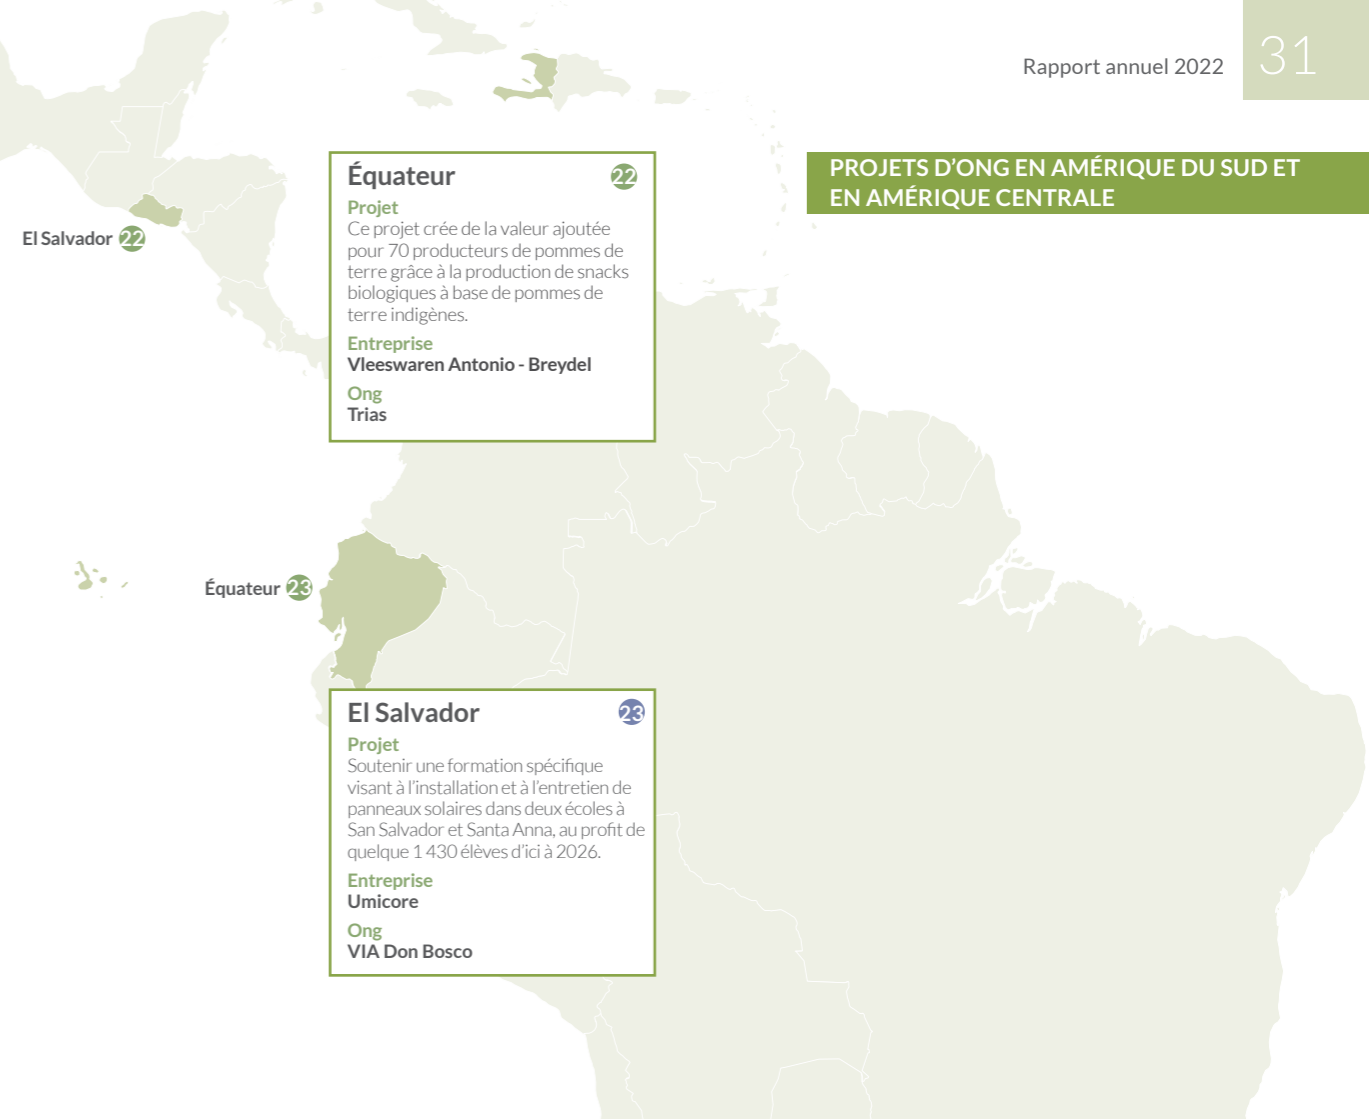 Rapport annuel 2022
31
PROJETS D’ONG EN AMÉRIQUE DU SUD ET
EN AMÉRIQUE CENTRALE
El Salvador 22
Équateur 22
Projet
Ce projet crée de la valeur ajoutée
pour 70 producteurs de pommes de
terre grâce à la production de snacks
biologiques à base de pommes de
terre indigènes.
Entreprise
Vleeswaren Antonio - Breydel
Ong
Trias
Équateur 23
El Salvador 23
Projet
Soutenir une formation spécifique
visant à l’installation et à l’entretien de
panneaux solaires dans deux écoles à
San Salvador et Santa Anna, au profit de
quelque 1 430 élèves d’ici à 2026.
Entreprise
Umicore
Ong
VIA Don Bosco